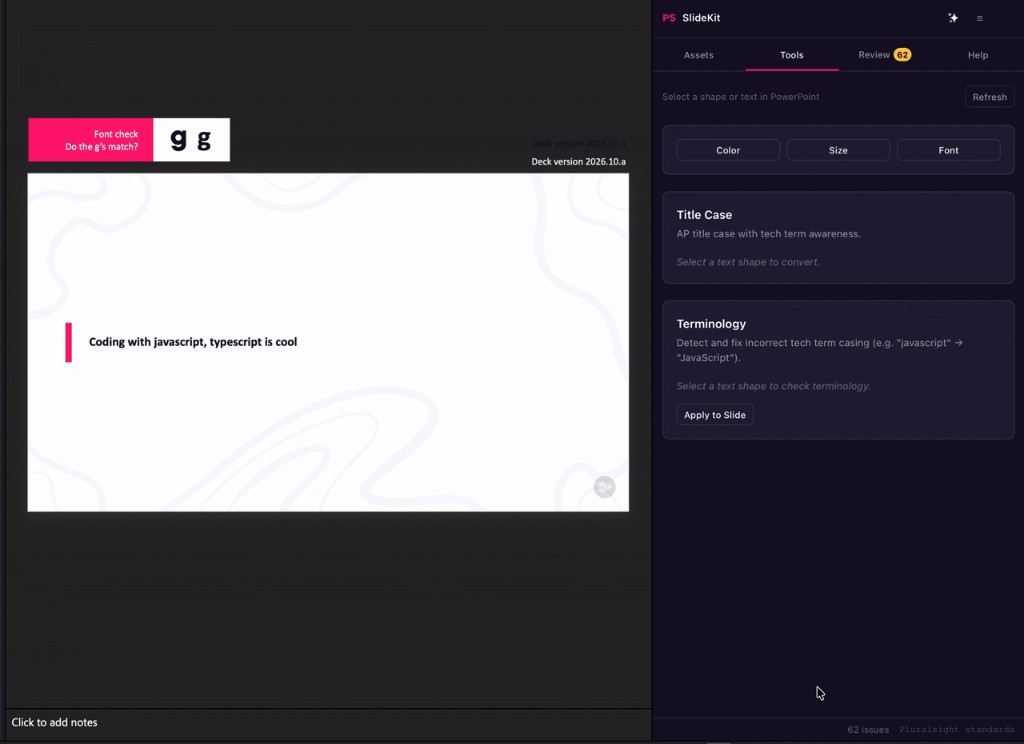 PS SlideKit
Assets Tools Review 62 Help
Select a shape or text in PowerPoint
Refresh
Color Size Font
Title Case
AP title case with tech term awareness.
Select a text shape to convert.
Terminology
Detect and fix incorrect tech term casing (e.g. "javascript" →
"JavaScript").
Select a text shape to check terminology.
Apply to Slide
Font check
Do the g's match?
g g
Deck version 2026.10.a
Deck version 2026.10.a
Coding with javascript, typescript is cool
Click to add notes
62 issues Pluralsight standards